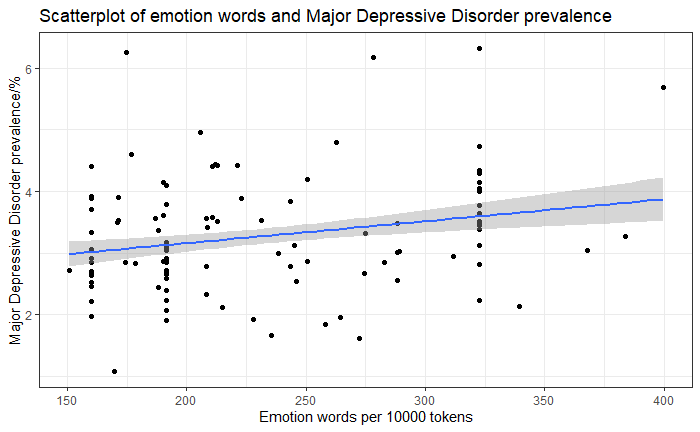 Scatterplot of emotion words and Major Depressive Disorder prevalence
Major Depressive Disorder prevalence/%
6
4
2
150 200 250 300 350 400
Emotion words per 10000 tokens